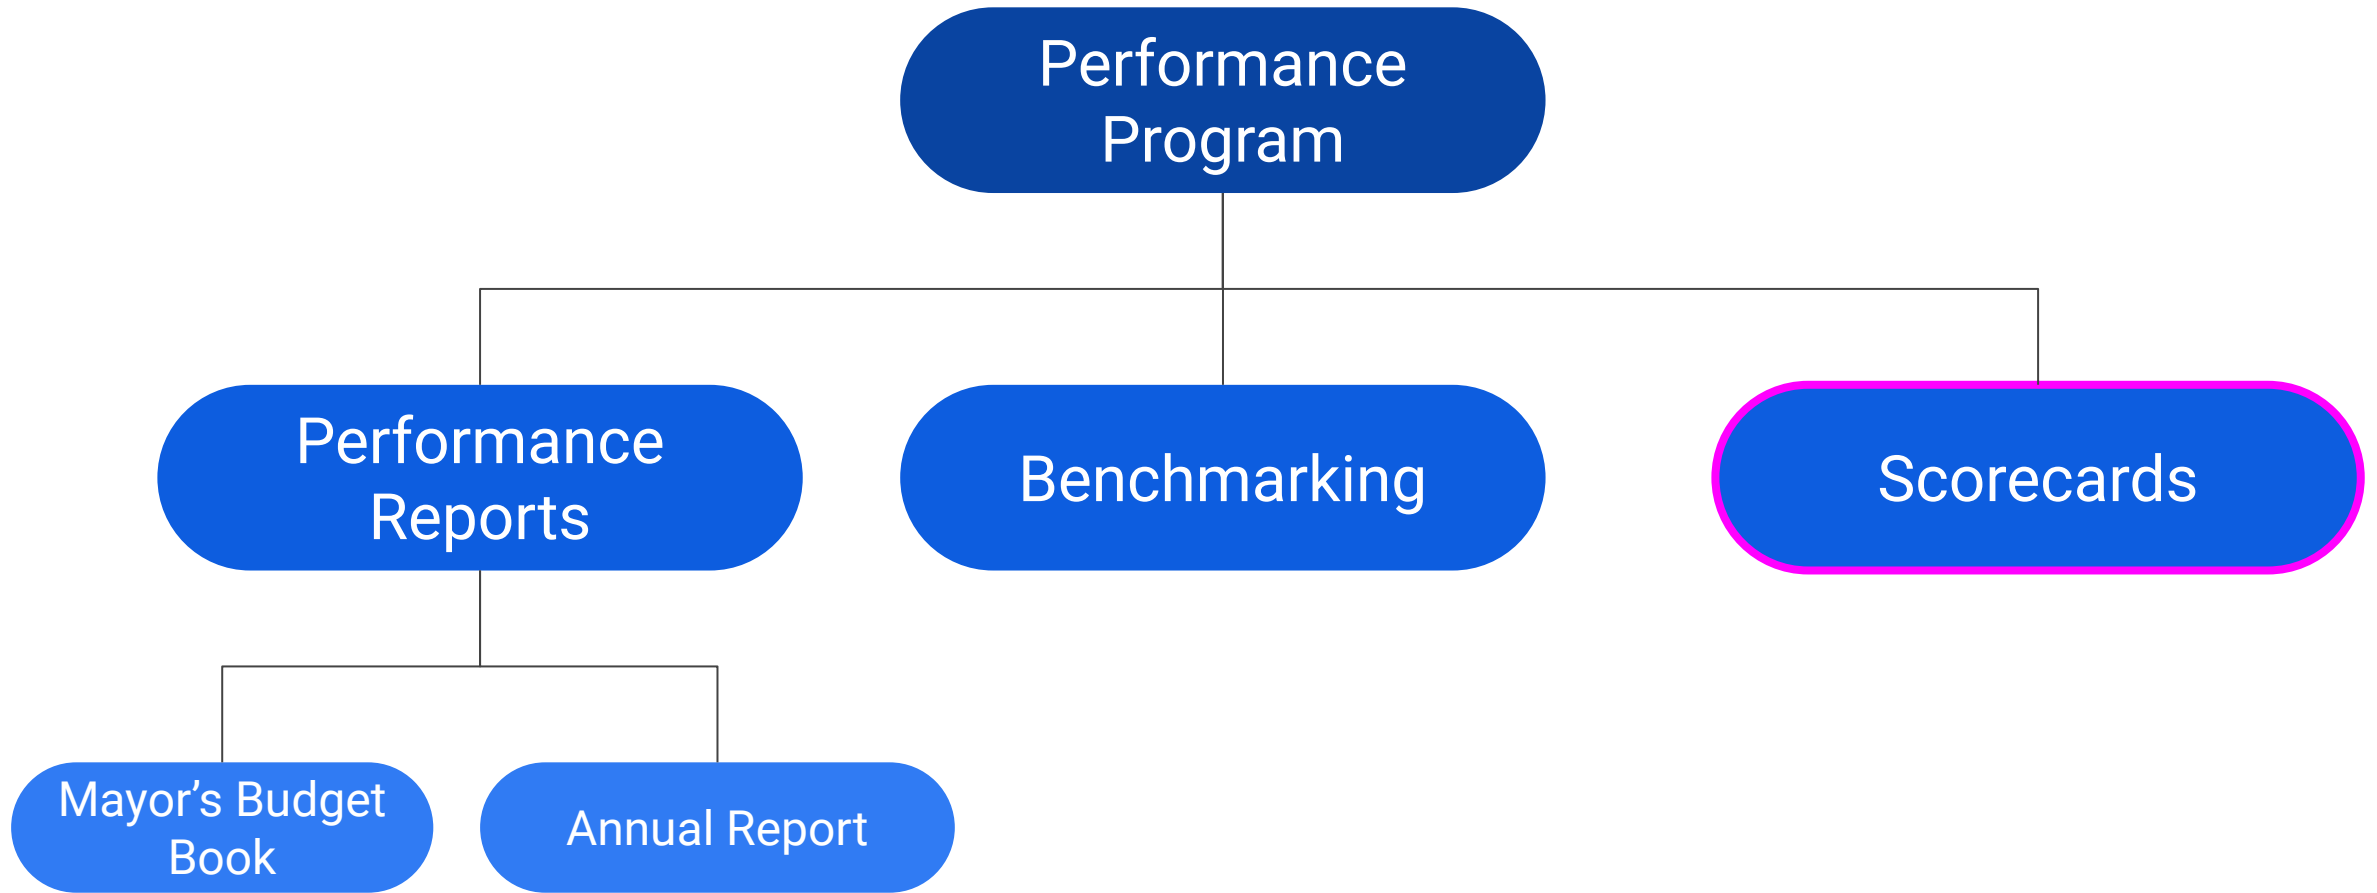 Performance
Program
Performance
Reports
Benchmarking
Scorecards
Mayor’s Budget
Book
Annual Report